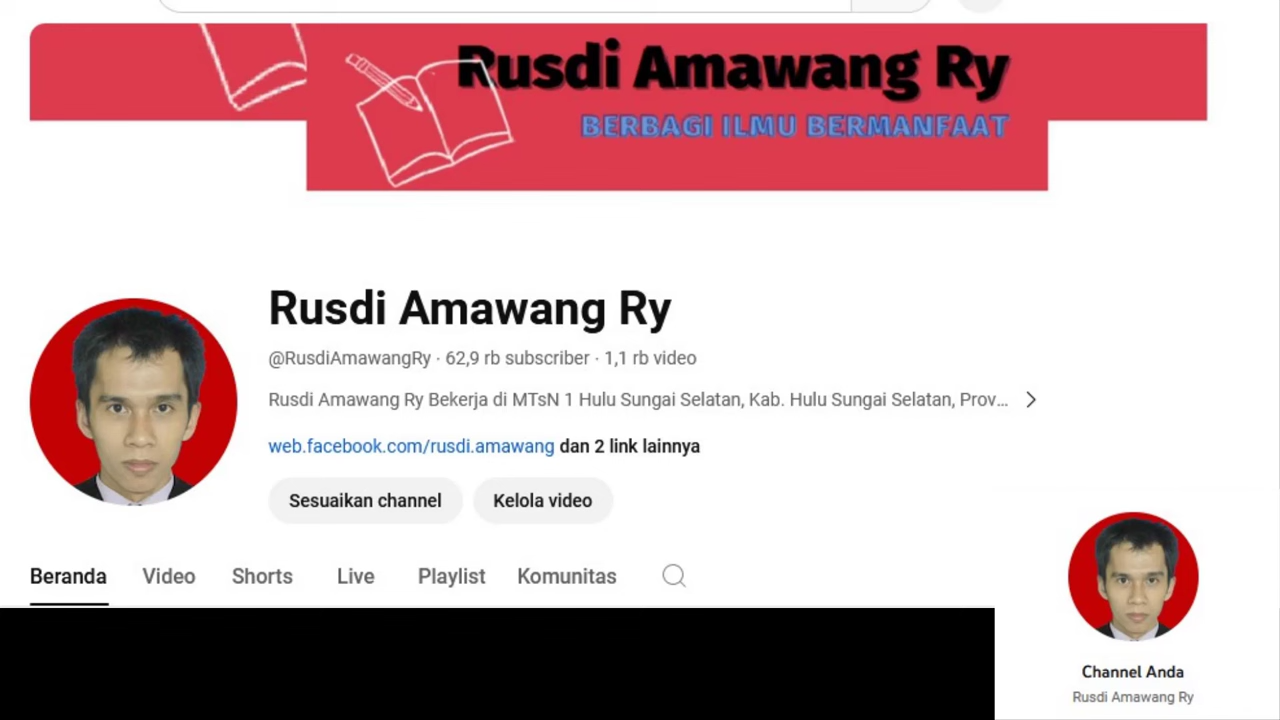 Rusdi Amawang Ry
BERBAGI ILMU BERMANFAAT
Rusdi Amawang Ry
@RusdiAmawangRy · 62,9 rb subscriber · 1,1 rb video
Rusdi Amawang Ry Bekerja di MTsN 1 Hulu Sungai Selatan, Kab. Hulu Sungai Selatan, Prov...
web.facebook.com/rusdi.amawang dan 2 link lainnya
Sesuaikan channel Kelola video
Beranda Video Shorts Live Playlist Komunitas
Channel Anda
Rusdi Amawang Ry